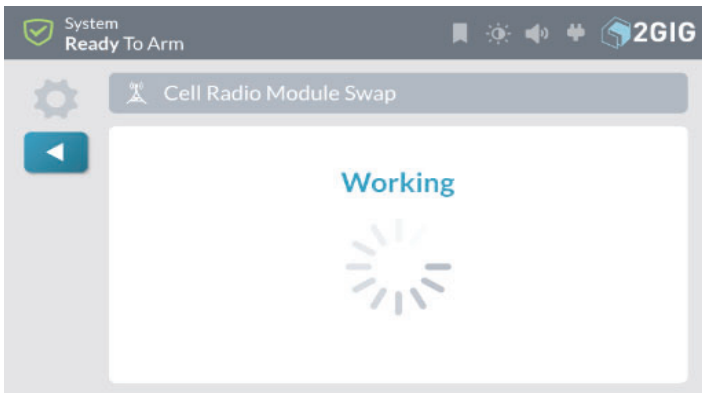 System
Ready To Arm
2GIG
Cell Radio Module Swap
Working